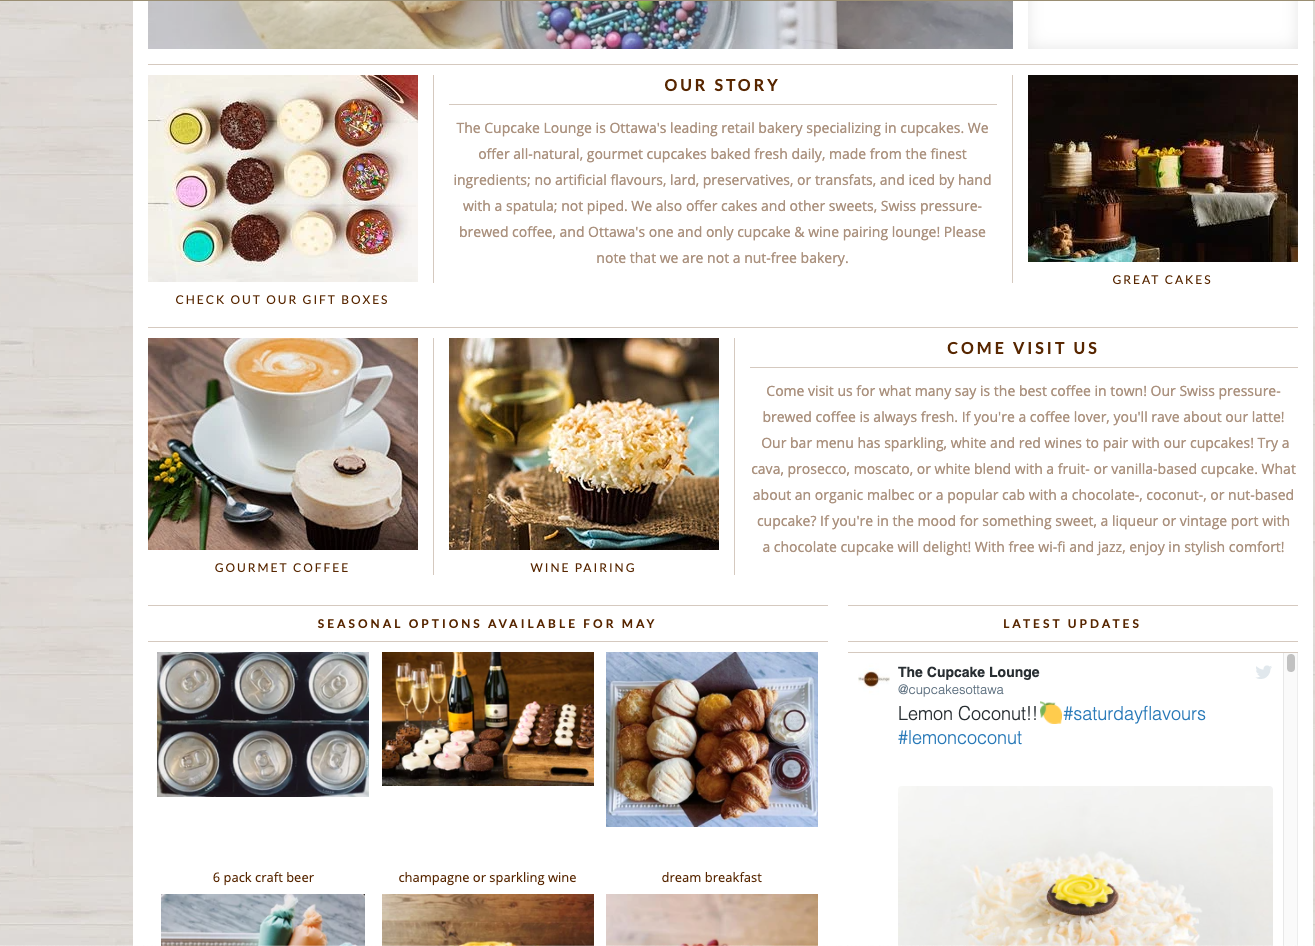 OUR STORY
The Cupcake Lounge is Ottawa's leading retail bakery specializing in cupcakes. We
offer all-natural, gourmet cupcakes baked fresh daily, made from the finest
ingredients; no artificial flavours, lard, preservatives, or transfats, and iced by hand
with a spatula; not piped. We also offer cakes and other sweets, Swiss pressure-
brewed coffee, and Ottawa's one and only cupcake & wine pairing lounge! Please
note that we are not a nut-free bakery.
CHECK OUT OUR GIFT BOXES
GREAT CAKES
COME VISIT US
Come visit us for what many say is the best coffee in town! Our Swiss pressure-
brewed coffee is always fresh. If you're a coffee lover, you'll rave about our latte!
Our bar menu has sparkling, white and red wines to pair with our cupcakes! Try a
cava, prosecco, moscato, or white blend with a fruit- or vanilla-based cupcake. What
about an organic malbec or a popular cab with a chocolate-, coconut-, or nut-based
cupcake? If you're in the mood for something sweet, a liqueur or vintage port with
a chocolate cupcake will delight! With free wi-fi and jazz, enjoy in stylish comfort!
GOURMET COFFEE
WINE PAIRING
SEASONAL OPTIONS AVAILABLE FOR MAY
6 pack craft beer
champagne or sparkling wine
dream breakfast
LATEST UPDATES
The Cupcake Lounge
@cupcakesottawa
Lemon Coconut!!🍋#saturdayflavours
#lemoncoconut